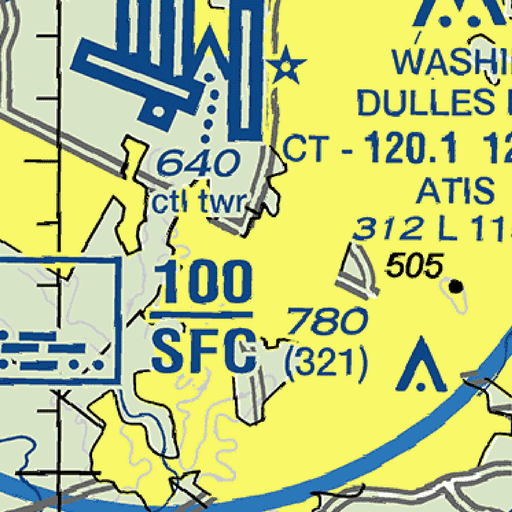 WASHI
DULLES
CT - 120.1 12
640
ctl twr
ATIS
312 L 11
505
100
SFC
780
(321)